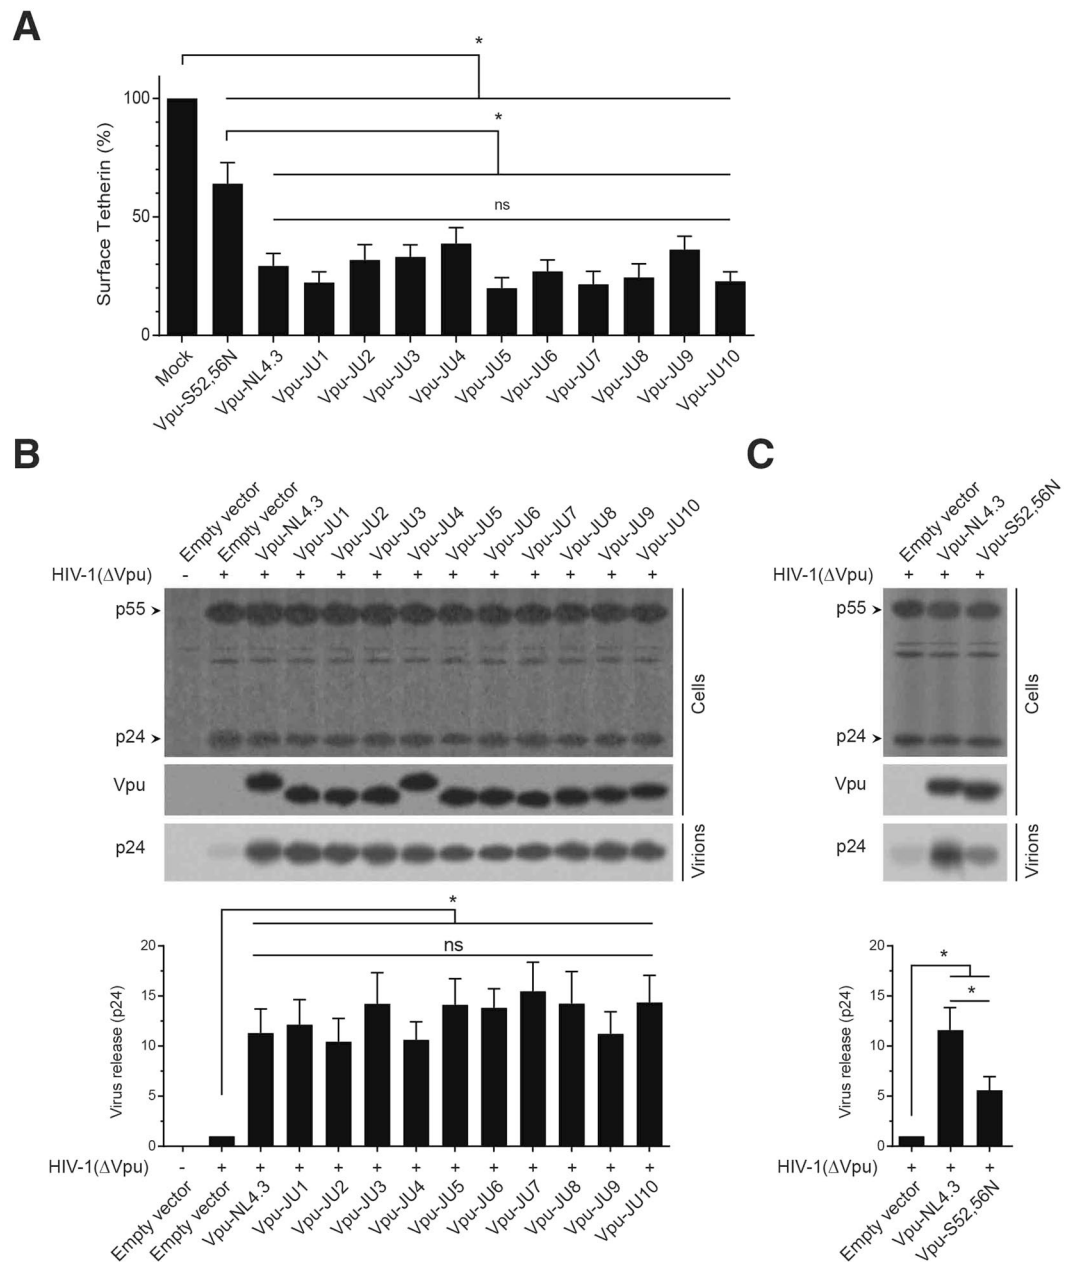 A
*
*
ns
100
50
0
Surface Tetherin (%)
Mock
Vpu-S52,56N
Vpu-NL4.3
Vpu-JU1
Vpu-JU2
Vpu-JU3
Vpu-JU4
Vpu-JU5
Vpu-JU6
Vpu-JU7
Vpu-JU8
Vpu-JU9
Vpu-JU10
B
Empty vector
Empty vector
Vpu-NL4.3
Vpu-JU1
Vpu-JU2
Vpu-JU3
Vpu-JU4
Vpu-JU5
Vpu-JU6
Vpu-JU7
Vpu-JU8
Vpu-JU9
Vpu-JU10
HIV-1(ΔVpu) - + + + + + + + + + + + +
p55
p24
Vpu
p24
Cells
Virions
*
ns
20
15
10
5
0
Virus release (p24)
HIV-1(ΔVpu) - + + + + + + + + + + + +
Empty vector
Empty vector
Vpu-NL4.3
Vpu-JU1
Vpu-JU2
Vpu-JU3
Vpu-JU4
Vpu-JU5
Vpu-JU6
Vpu-JU7
Vpu-JU8
Vpu-JU9
Vpu-JU10
C
Empty vector
Vpu-NL4.3
Vpu-S52,56N
HIV-1(ΔVpu) + + +
p55
p24
Vpu
p24
Cells
Virions
*
*
20
15
10
5
0
Virus release (p24)
HIV-1(ΔVpu) + + +
Empty vector
Vpu-NL4.3
Vpu-S52,56N